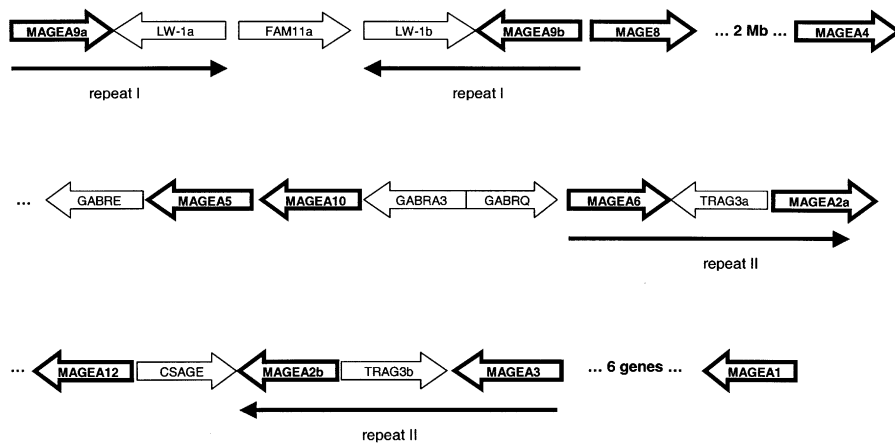 MAGEA9a LW-1a FAM11a LW-1b MAGEA9b MAGE8 ... 2 Mb ... MAGEA4
repeat I repeat I
... GABRE MAGEA5 MAGEA10 GABRA3 GABRQ MAGEA6 TRAG3a MAGEA2a
repeat II
... MAGEA12 CSAGE MAGEA2b TRAG3b MAGEA3 ... 6 genes ... MAGEA1
repeat II